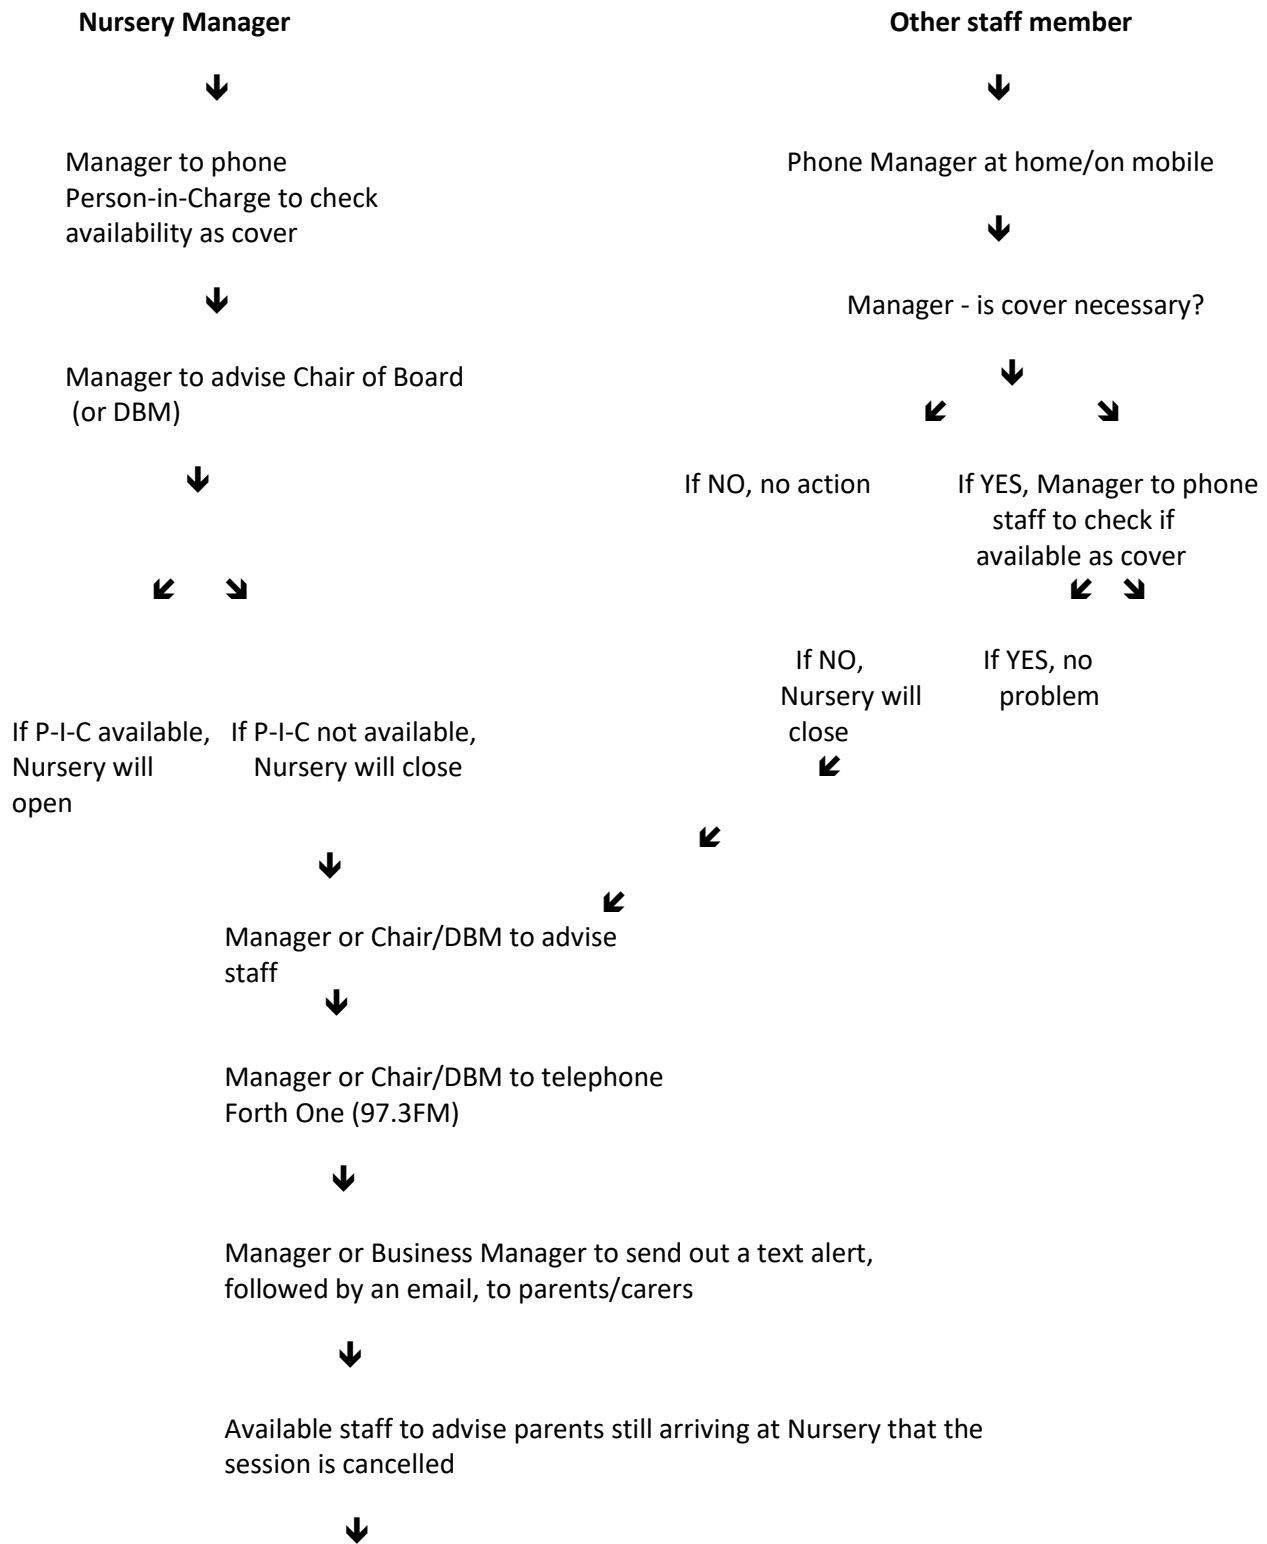 Nursery Manager
Other staff member
Manager to phone
Person-in-Charge to check
availability as cover
Phone Manager at home/on mobile
Manager - is cover necessary?
Manager to advise Chair of Board
(or DBM)
If NO, no action
If YES, Manager to phone
staff to check if
available as cover
If NO,
Nursery will
close
If YES, no
problem
If P-I-C available,
Nursery will
open
If P-I-C not available,
Nursery will close
Manager or Chair/DBM to advise
staff
Manager or Chair/DBM to telephone
Forth One (97.3FM)
Manager or Business Manager to send out a text alert,
followed by an email, to parents/carers
Available staff to advise parents still arriving at Nursery that the
session is cancelled